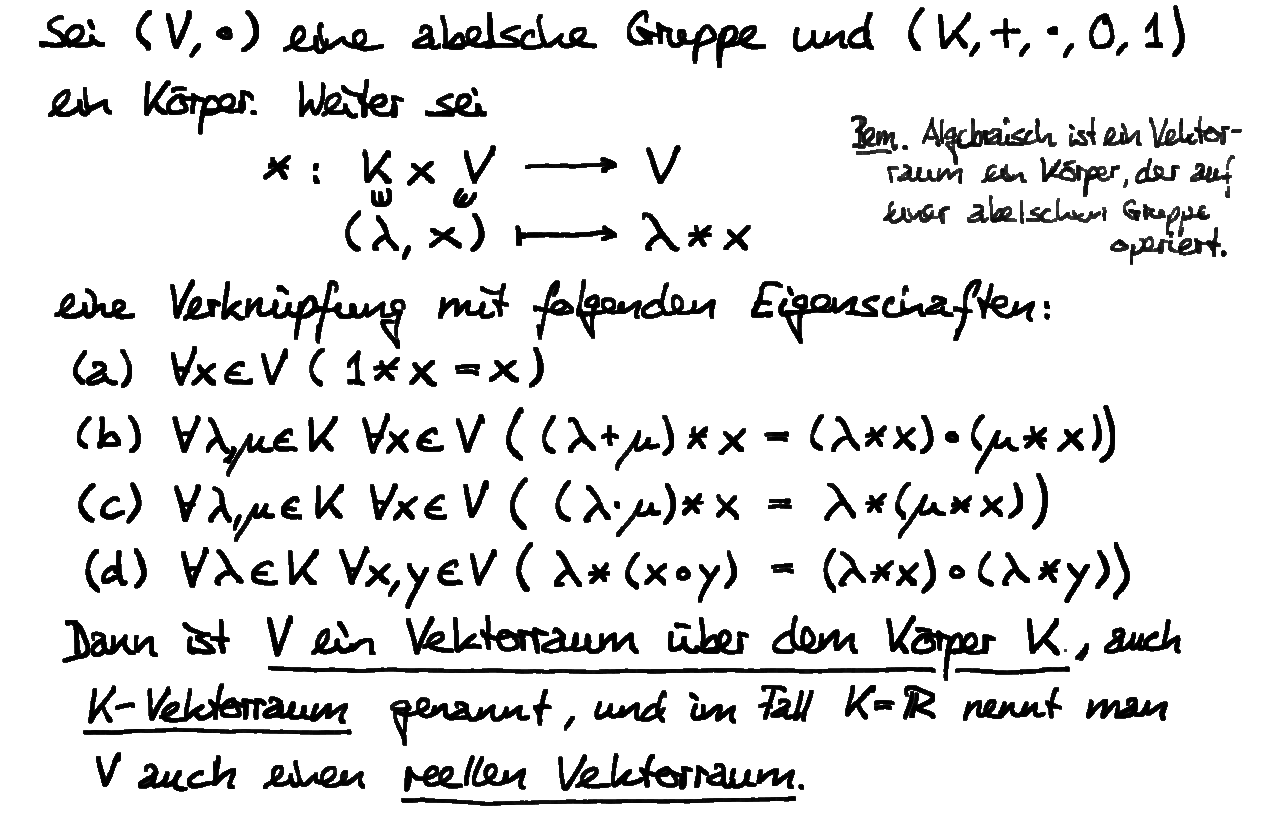 Sei (V, ∘) eine abelsche Gruppe und (K, +, ·, 0, 1)
ein Körper. Weiter sei
* : K × V ⟶ V
ω ω
(λ, x) ⟼ λ * x
Bem. Algebraisch ist ein Vektor-
raum ein Körper, der auf
einer abelschen Gruppe
operiert.
eine Verknüpfung mit folgenden Eigenschaften:
(a) ∀x∈V ( 1 * x = x )
(b) ∀λ,μ∈K ∀x∈V ( (λ+μ) * x = (λ*x)∘(μ*x))
(c) ∀λ,μ∈K ∀x∈V ( (λ·μ)* x = λ*(μ*x))
(d) ∀λ∈K ∀x,y∈V ( λ*(x∘y) = (λ*x)∘(λ*y))
Dann ist V ein Vektorraum über dem Körper K, auch
K-Vektorraum genannt, und im Fall K=ℝ nennt man
V auch einen reellen Vektorraum.